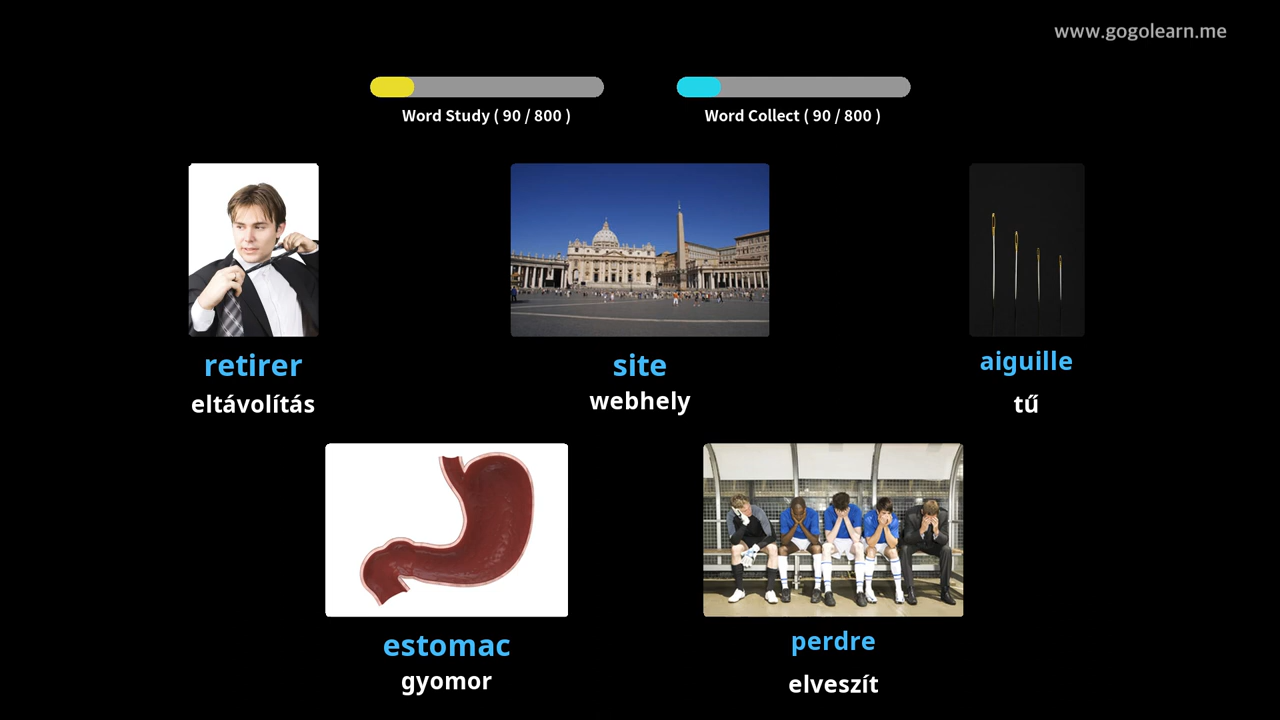 www.gogolearn.me
Word Study ( 90 / 800 )
Word Collect ( 90 / 800 )
retirer
eltávolítás
site
webhely
aiguille
tű
estomac
gyomor
perdre
elveszít